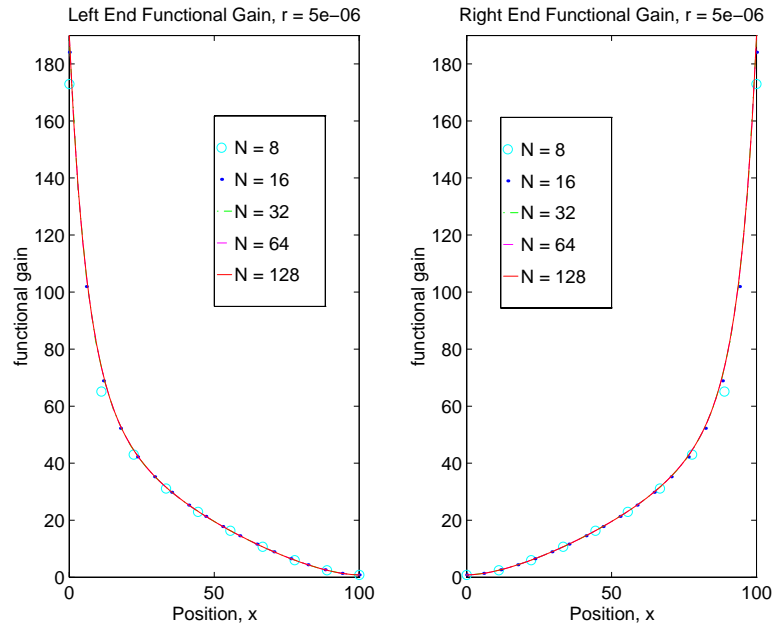 Left End Functional Gain, r = 5e−06
180
160
140
120
100
80
60
40
20
0
functional gain
N = 8
N = 16
N = 32
N = 64
N = 128
0
50
100
Position, x
Right End Functional Gain, r = 5e−06
180
160
140
120
100
80
60
40
20
0
functional gain
N = 8
N = 16
N = 32
N = 64
N = 128
0
50
100
Position, x